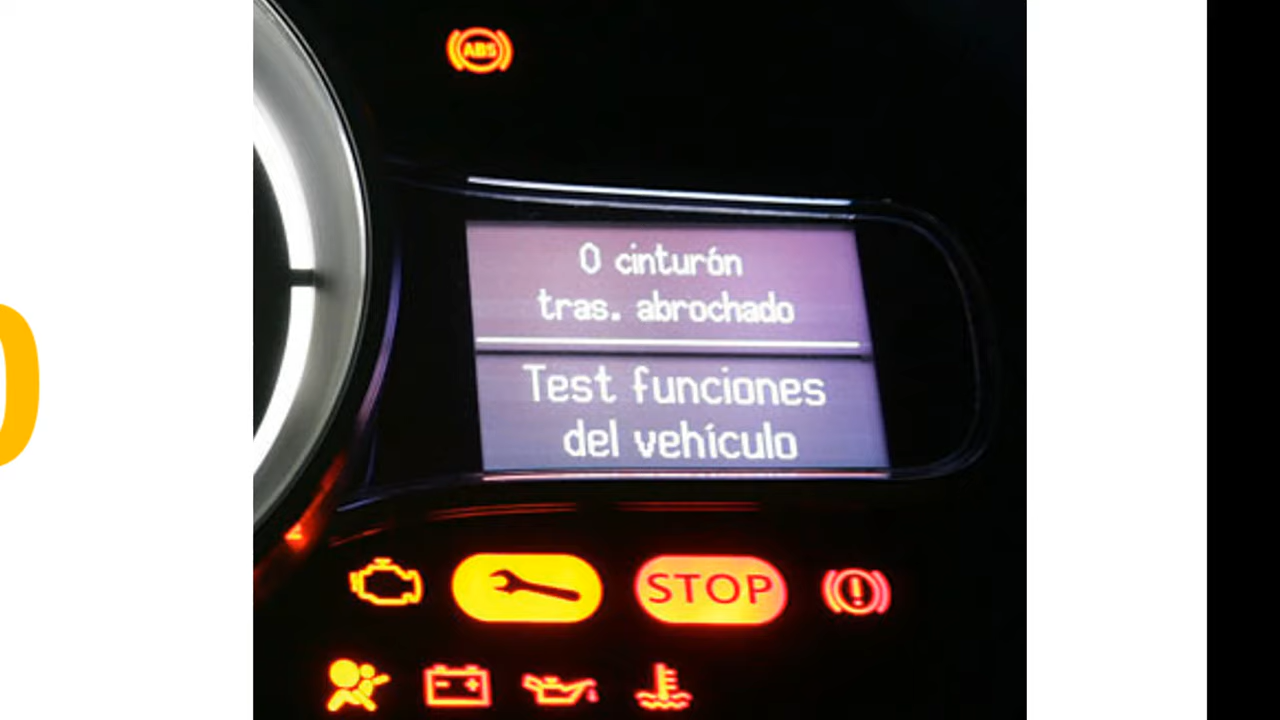 ABS
0 cinturón
tras. abrochado
Test funciones
del vehículo
STOP